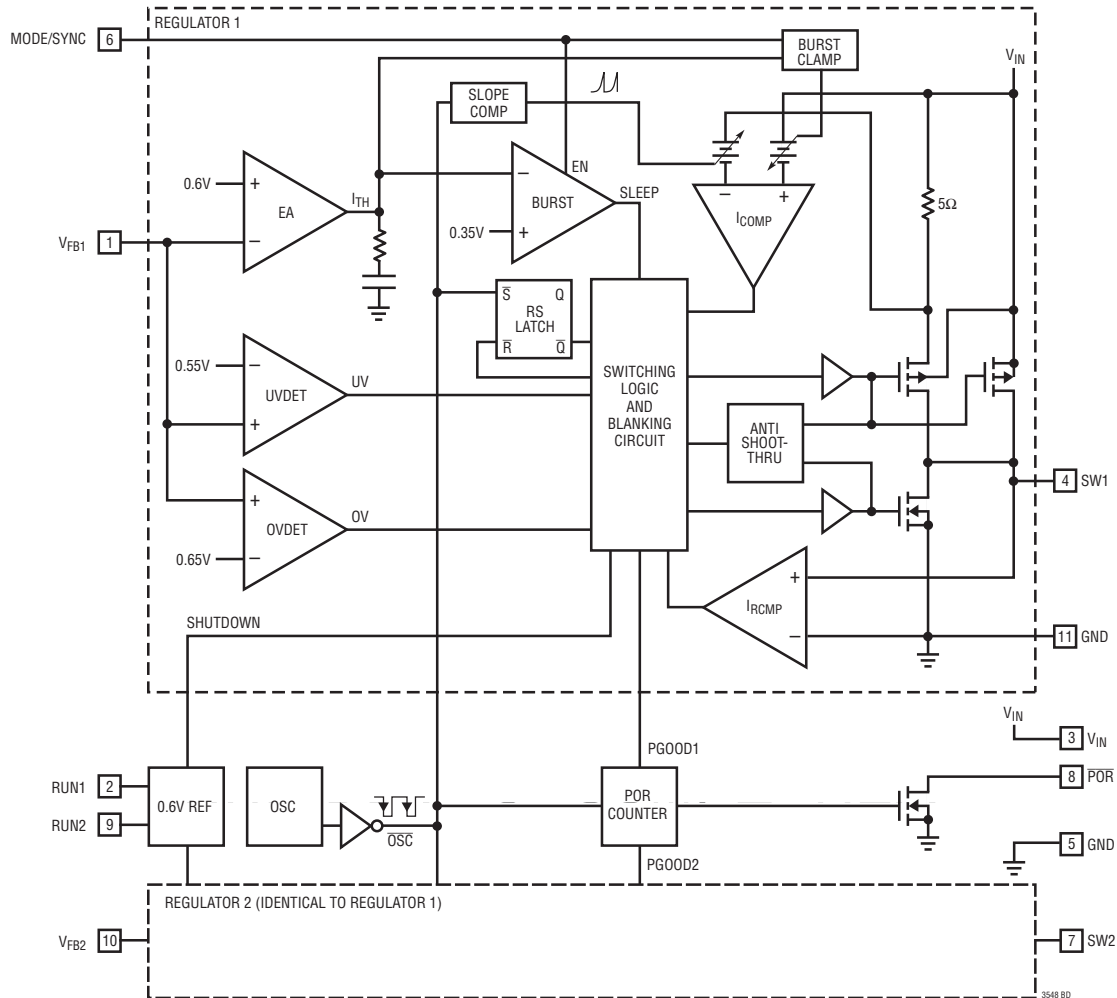 REGULATOR 1
MODE/SYNC 6
BURST CLAMP
VIN
SLOPE COMP
EN
0.6V
+
EA
−
ITH
−
BURST
+
SLEEP
0.35V
−
+
ICOMP
5Ω
VFB1 1
S̅ Q
RS LATCH
R̅ Q̅
0.55V
−
UVDET
+
UV
SWITCHING LOGIC AND BLANKING CIRCUIT
ANTI SHOOT-THRU
4 SW1
+
OVDET
−
OV
0.65V
+
IRCMP
−
SHUTDOWN
11 GND
VIN
3 VIN
PGOOD1
8 P̅O̅R̅
RUN1 2
RUN2 9
0.6V REF
OSC
O̅S̅C̅
POR COUNTER
5 GND
PGOOD2
REGULATOR 2 (IDENTICAL TO REGULATOR 1)
VFB2 10
7 SW2
3548 BD